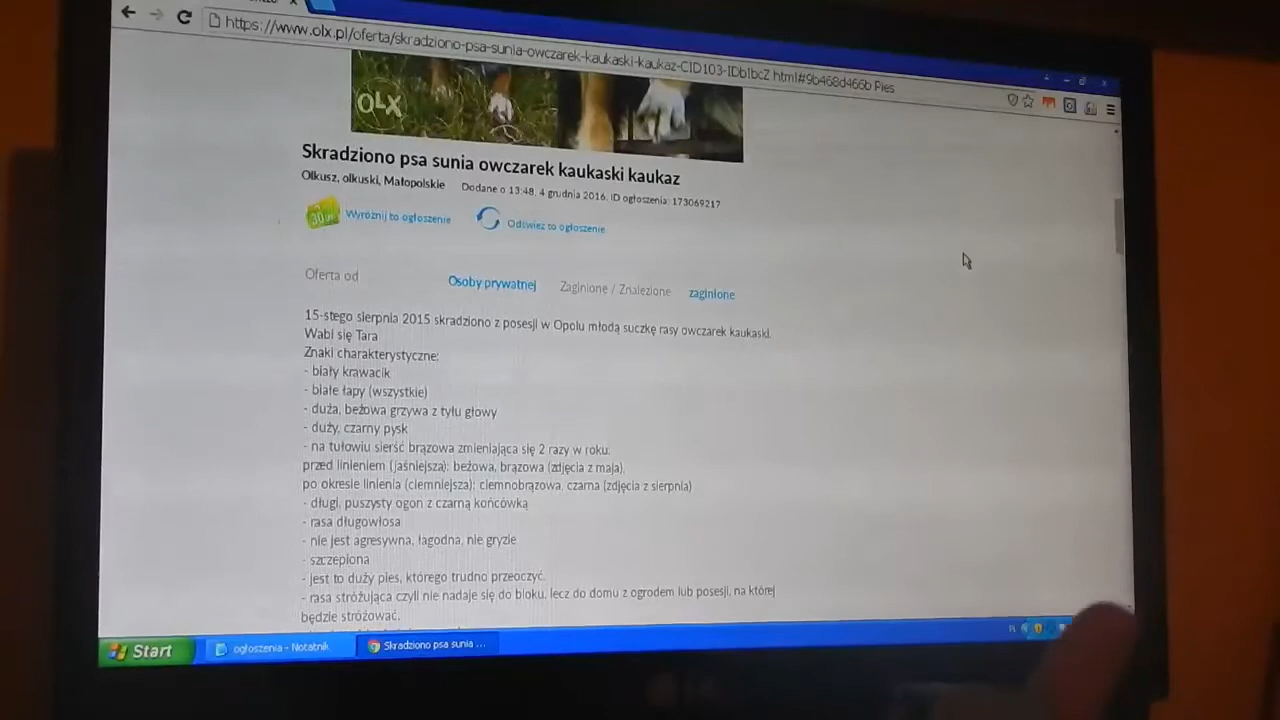 https://www.olx.pl/oferta/skradziono-psa-sunia-owczarek-kaukaski-kaukaz-CID103-IDbIbcZ html#9b468d466b Pies
OLX
Skradziono psa sunia owczarek kaukaski kaukaz
Olkusz, olkuski, Małopolskie Dodane o 13:48, 4 grudnia 2016, ID ogłoszenia: 173069217
Wyróżnij to ogłoszenie Odśwież to ogłoszenie
Oferta od Osoby prywatnej Zaginione / Znalezione zaginione
15-stego sierpnia 2015 skradziono z posesji w Opolu młodą suczkę rasy owczarek kaukaski.
Wabi się Tara
Znaki charakterystyczne:
- biały krawacik
- białe łapy (wszystkie)
- duża, beżowa grzywa z tyłu głowy
- duży, czarny pysk
- na tułowiu sierść brązowa zmieniająca się 2 razy w roku:
przed linieniem (jaśniejsza): beżowa, brązowa (zdjęcia z maja),
po okresie linienia (ciemniejsza): ciemnobrązowa, czarna (zdjęcia z sierpnia)
- długi, puszysty ogon z czarną końcówką
- rasa długowłosa
- nie jest agresywna, łagodna, nie gryzie
- szczepiona
- jest to duży pies, którego trudno przeoczyć.
- rasa stróżująca czyli nie nadaje się do bloku, lecz do domu z ogrodem lub posesji, na której
będzie stróżować.
Start ogłoszenia - Notatnik Skradziono psa sunia ... PL